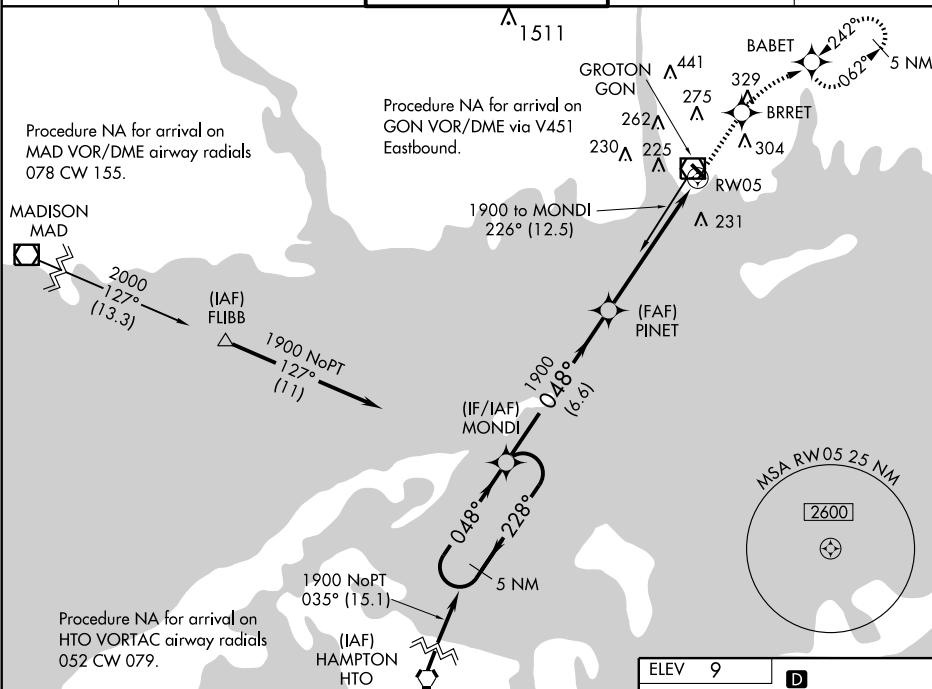 1511
BABET
242°
062°
5 NM
GROTON
GON
441
329
275
BRRET
262
304
230
225
Procedure NA for arrival on
GON VOR/DME via V451
Eastbound.
Procedure NA for arrival on
MAD VOR/DME airway radials
078 CW 155.
RW05
1900 to MONDI
226° (12.5)
231
MADISON
MAD
2000
127°
(13.3)
(IAF)
FLIBB
1900 NoPT
127°
(11)
(FAF)
PINET
1900
048°
(6.6)
(IF/IAF)
MONDI
048°
228°
5 NM
MSA RW05 25 NM
2600
1900 NoPT
035° (15.1)
Procedure NA for arrival on
HTO VORTAC airway radials
052 CW 079.
(IAF)
HAMPTON
HTO
ELEV 9
D